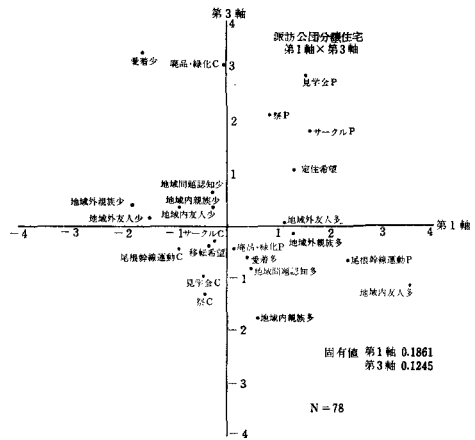 第3軸
諏訪公団分譲住宅
第1軸×第3軸
4
愛着少
廃品・緑化C
3
見学会P
2
祭P
サークルP
定住希望
1
地域問題認知少
地域外親族少
地域内親族少
地域外友人少
地域内友人少
地域外友人多
第1軸
-4
-3
-2
-1
0
1
2
3
4
サークルC
地域外親族多
尾根幹線運動C
移転希望
廃品・緑化P
愛着多
尾根幹線運動P
見学会C
地域問題認知多
地域内友人多
-1
祭C
地域内親族多
-2
固有値 第1軸 0.1861
第3軸 0.1245
-3
N=78
-4